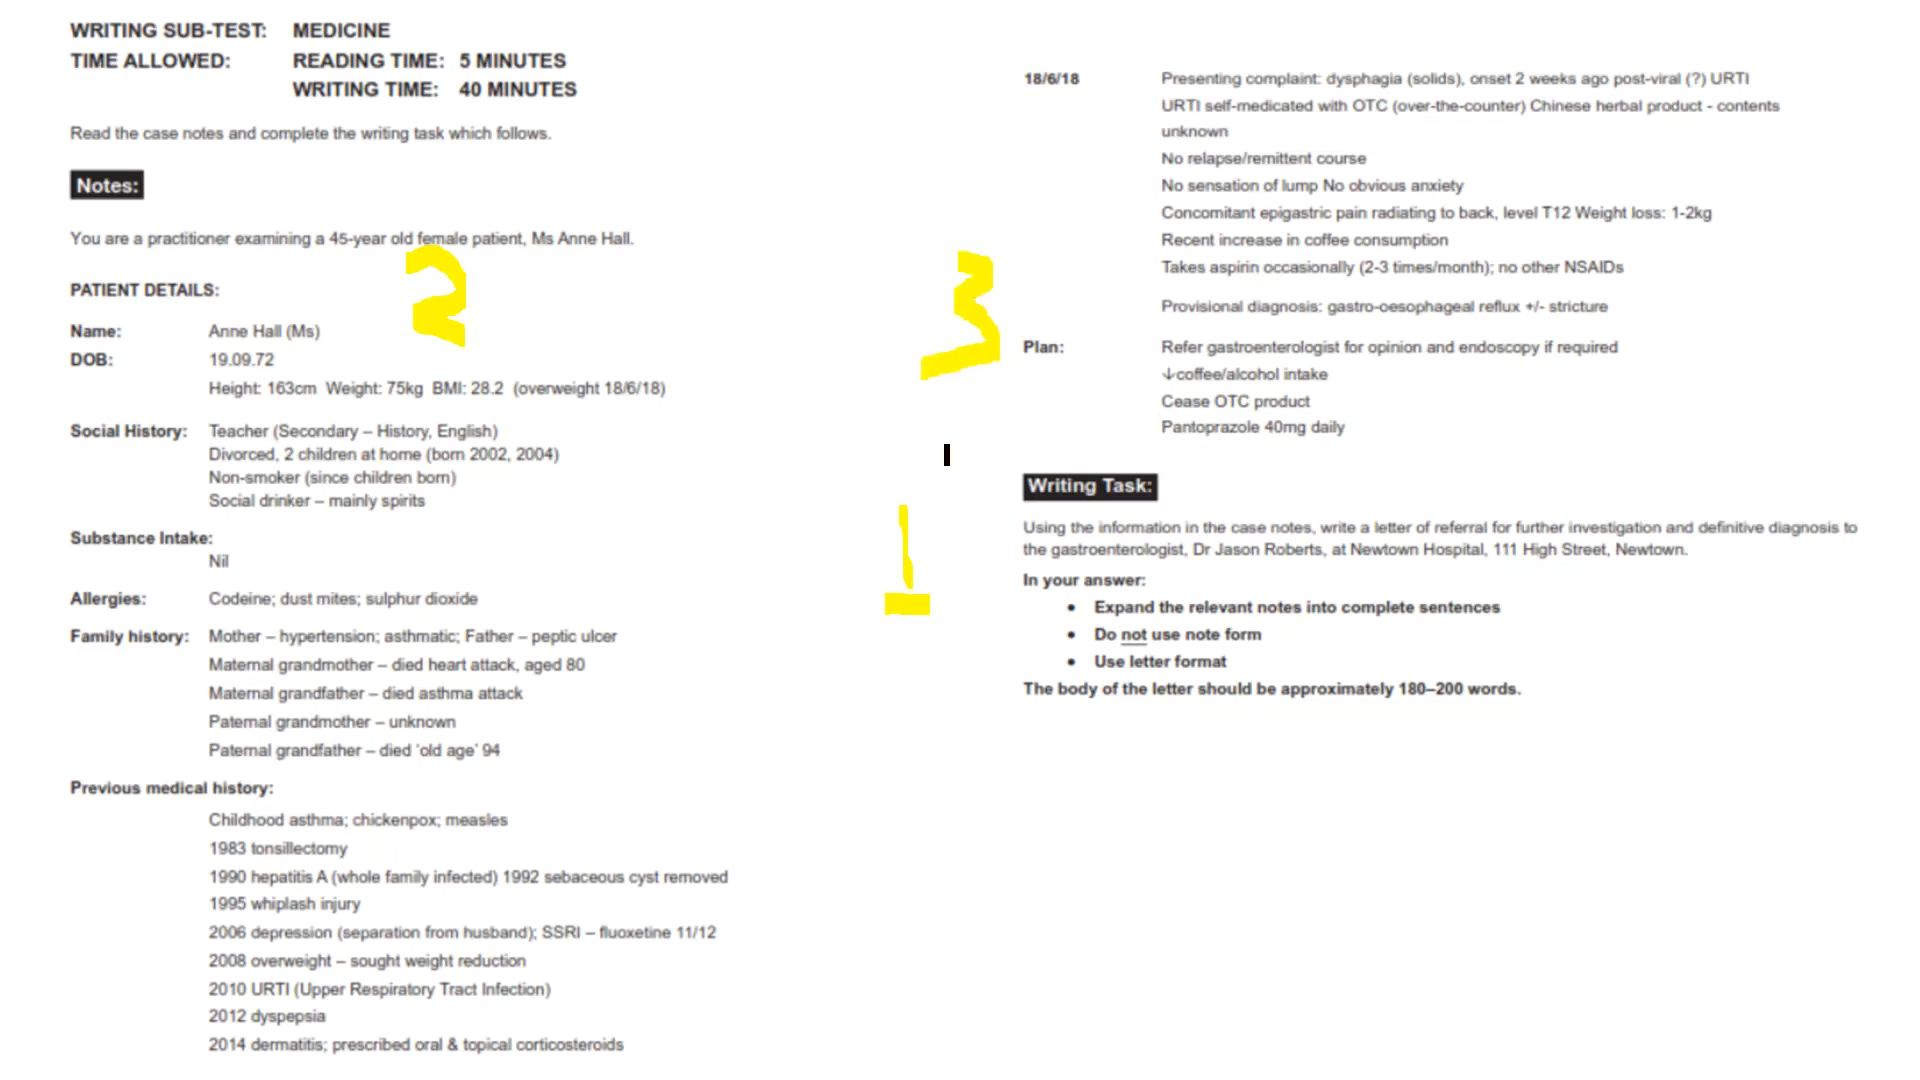 WRITING SUB-TEST: MEDICINE
TIME ALLOWED: READING TIME: 5 MINUTES
WRITING TIME: 40 MINUTES
Read the case notes and complete the writing task which follows.
Notes:
You are a practitioner examining a 45-year old female patient, Ms Anne Hall.
2
PATIENT DETAILS:
Name: Anne Hall (Ms)
DOB: 19.09.72
Height: 163cm Weight: 75kg BMI: 28.2 (overweight 18/6/18)
Social History: Teacher (Secondary – History, English)
Divorced, 2 children at home (born 2002, 2004)
Non-smoker (since children born)
Social drinker – mainly spirits
Substance Intake:
Nil
Allergies: Codeine; dust mites; sulphur dioxide
Family history: Mother – hypertension; asthmatic; Father – peptic ulcer
Maternal grandmother – died heart attack, aged 80
Maternal grandfather – died asthma attack
Paternal grandmother – unknown
Paternal grandfather – died ‘old age’ 94
Previous medical history:
Childhood asthma; chickenpox; measles
1983 tonsillectomy
1990 hepatitis A (whole family infected) 1992 sebaceous cyst removed
1995 whiplash injury
2006 depression (separation from husband); SSRI – fluoxetine 11/12
2008 overweight – sought weight reduction
2010 URTI (Upper Respiratory Tract Infection)
2012 dyspepsia
2014 dermatitis; prescribed oral & topical corticosteroids
18/6/18 Presenting complaint: dysphagia (solids), onset 2 weeks ago post-viral (?) URTI
URTI self-medicated with OTC (over-the-counter) Chinese herbal product - contents
unknown
No relapse/remittent course
No sensation of lump No obvious anxiety
Concomitant epigastric pain radiating to back, level T12 Weight loss: 1-2kg
Recent increase in coffee consumption
Takes aspirin occasionally (2-3 times/month); no other NSAIDs
3
Provisional diagnosis: gastro-oesophageal reflux +/- stricture
Plan: Refer gastroenterologist for opinion and endoscopy if required
↓coffee/alcohol intake
Cease OTC product
Pantoprazole 40mg daily
1
Writing Task:
Using the information in the case notes, write a letter of referral for further investigation and definitive diagnosis to
the gastroenterologist, Dr Jason Roberts, at Newtown Hospital, 111 High Street, Newtown.
In your answer:
• Expand the relevant notes into complete sentences
• Do not use note form
• Use letter format
The body of the letter should be approximately 180–200 words.